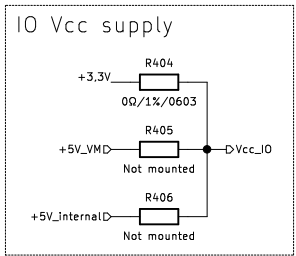 IO Vcc supply
R404
+3,3V
0Ω/1%/0603
R405
+5V_VM
Vcc_IO
Not mounted
R406
+5V_internal
Not mounted